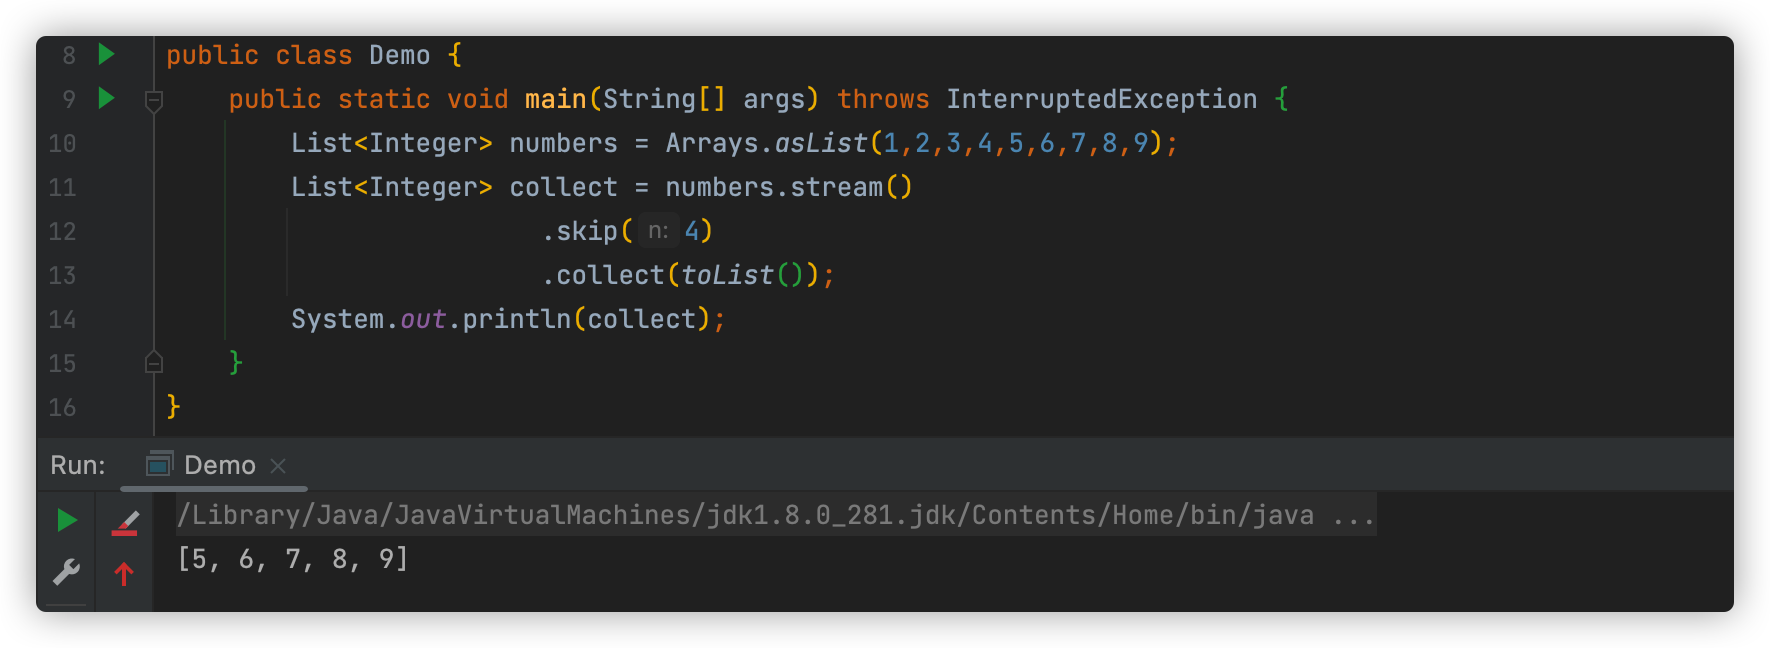 8 public class Demo {
9 public static void main(String[] args) throws InterruptedException {
10 List<Integer> numbers = Arrays.asList(1,2,3,4,5,6,7,8,9);
11 List<Integer> collect = numbers.stream()
12 .skip( n: 4)
13 .collect(toList());
14 System.out.println(collect);
15 }
16 }
Run: Demo ×
/Library/Java/JavaVirtualMachines/jdk1.8.0_281.jdk/Contents/Home/bin/java ...
[5, 6, 7, 8, 9]